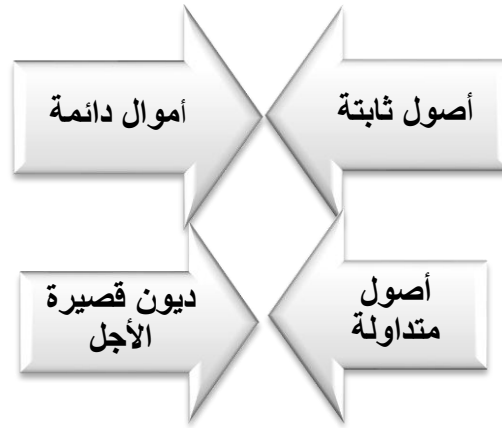 أصول ثابتة
أموال دائمة
أصول
متداولة
ديون قصيرة
الأجل